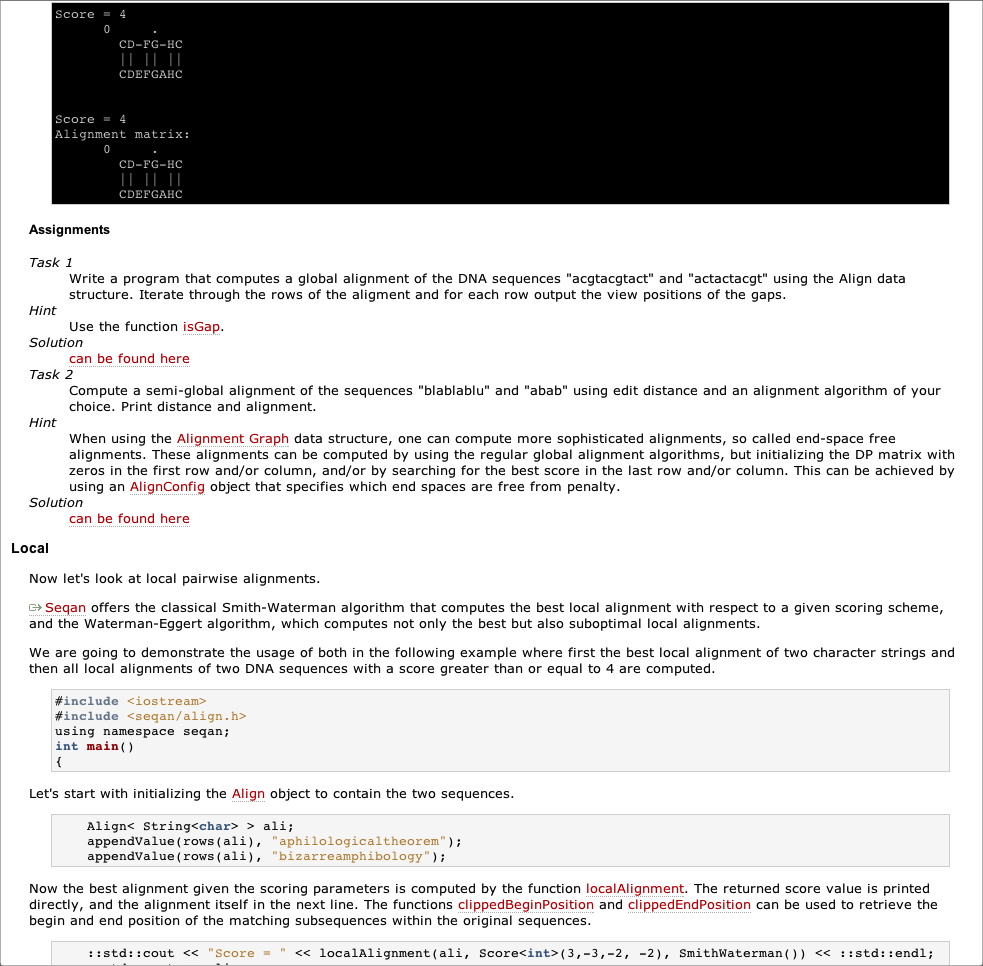 Score = 4
0 .
CD-FG-HC
|| || ||
CDEFGAHC
Score = 4
Alignment matrix:
0 .
CD-FG-HC
|| || ||
CDEFGAHC
Assignments
Task 1
Write a program that computes a global alignment of the DNA sequences "acgtacgtact" and "actactacgt" using the Align data
structure. Iterate through the rows of the aligment and for each row output the view positions of the gaps.
Hint
Use the function isGap.
Solution
can be found here
Task 2
Compute a semi-global alignment of the sequences "blablablu" and "abab" using edit distance and an alignment algorithm of your
choice. Print distance and alignment.
Hint
When using the Alignment Graph data structure, one can compute more sophisticated alignments, so called end-space free
alignments. These alignments can be computed by using the regular global alignment algorithms, but initializing the DP matrix with
zeros in the first row and/or column, and/or by searching for the best score in the last row and/or column. This can be achieved by
using an AlignConfig object that specifies which end spaces are free from penalty.
Solution
can be found here
Local
Now let's look at local pairwise alignments.
Seqan offers the classical Smith-Waterman algorithm that computes the best local alignment with respect to a given scoring scheme,
and the Waterman-Eggert algorithm, which computes not only the best but also suboptimal local alignments.
We are going to demonstrate the usage of both in the following example where first the best local alignment of two character strings and
then all local alignments of two DNA sequences with a score greater than or equal to 4 are computed.
#include <iostream>
#include <seqan/align.h>
using namespace seqan;
int main()
{
Let's start with initializing the Align object to contain the two sequences.
Align< String<char> > ali;
appendValue(rows(ali), "aphilologicaltheorem");
appendValue(rows(ali), "bizarreamphibology");
Now the best alignment given the scoring parameters is computed by the function localAlignment. The returned score value is printed
directly, and the alignment itself in the next line. The functions clippedBeginPosition and clippedEndPosition can be used to retrieve the
begin and end position of the matching subsequences within the original sequences.
::std::cout << "Score = " << localAlignment(ali, Score<int>(3,-3,-2, -2), SmithWaterman()) << ::std::endl;